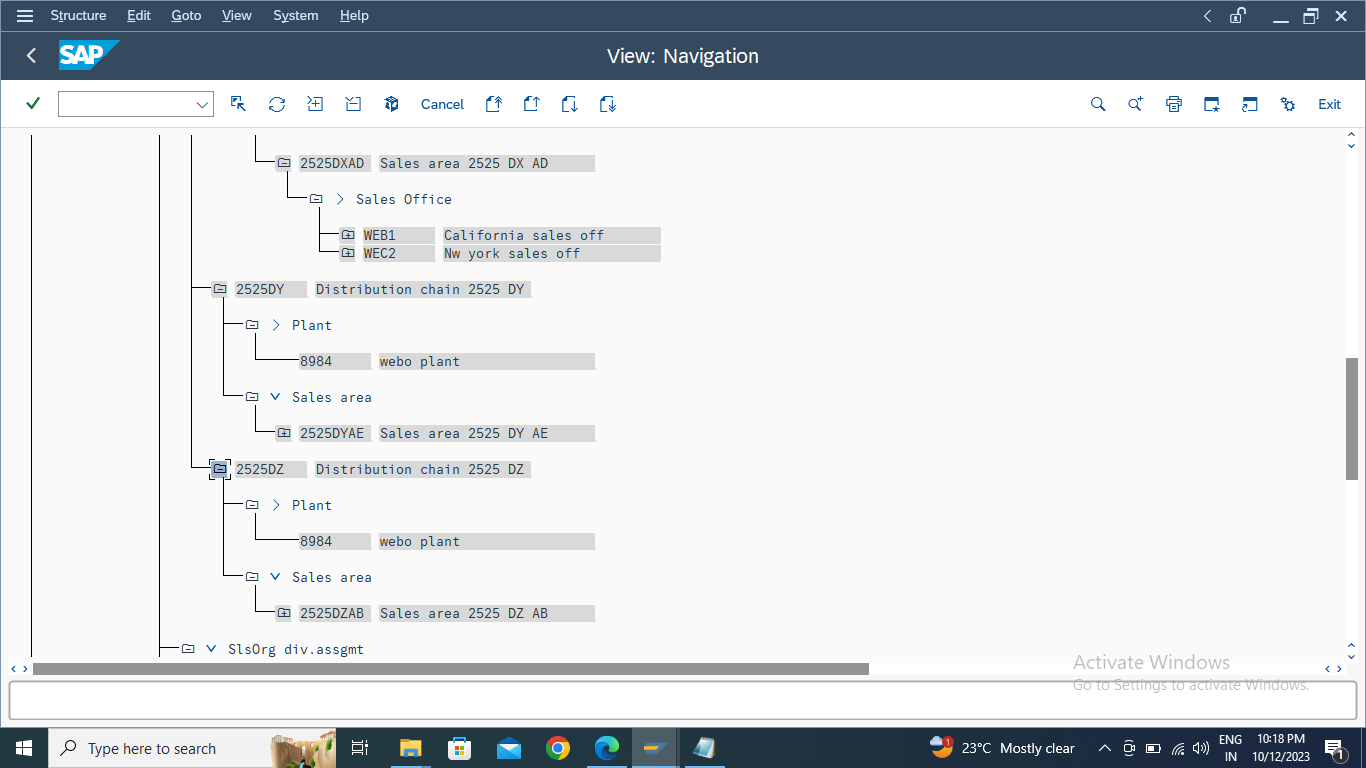 Structure Edit Goto View System Help
SAP View: Navigation
Cancel Exit
2525DXAD Sales area 2525 DX AD
Sales Office
WEB1 California sales off
WEC2 Nw york sales off
2525DY Distribution chain 2525 DY
Plant
8984 webo plant
Sales area
2525DYAE Sales area 2525 DY AE
2525DZ Distribution chain 2525 DZ
Plant
8984 webo plant
Sales area
2525DZAB Sales area 2525 DZ AB
SlsOrg div.assgmt
Activate Windows
Go to Settings to activate Windows.
Type here to search 1 23°C Mostly clear ENG 10:18 PM
IN 10/12/2023 1